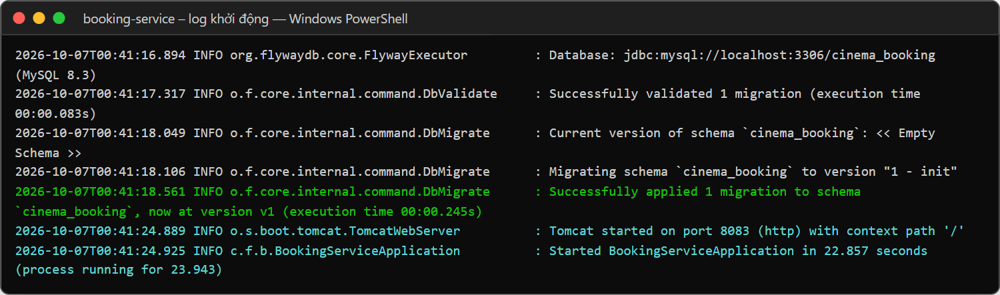 booking-service – log khởi động — Windows PowerShell
2026-10-07T00:41:16.894 INFO org.flywaydb.core.FlywayExecutor : Database: jdbc:mysql://localhost:3306/cinema_booking
(MySQL 8.3)
2026-10-07T00:41:17.317 INFO o.f.core.internal.command.DbValidate : Successfully validated 1 migration (execution time
00:00.083s)
2026-10-07T00:41:18.049 INFO o.f.core.internal.command.DbMigrate : Current version of schema `cinema_booking`: << Empty
Schema >>
2026-10-07T00:41:18.106 INFO o.f.core.internal.command.DbMigrate : Migrating schema `cinema_booking` to version "1 - init"
2026-10-07T00:41:18.561 INFO o.f.core.internal.command.DbMigrate : Successfully applied 1 migration to schema
`cinema_booking`, now at version v1 (execution time 00:00.245s)
2026-10-07T00:41:24.889 INFO o.s.boot.tomcat.TomcatWebServer : Tomcat started on port 8083 (http) with context path '/'
2026-10-07T00:41:24.925 INFO c.f.b.BookingServiceApplication : Started BookingServiceApplication in 22.857 seconds
(process running for 23.943)